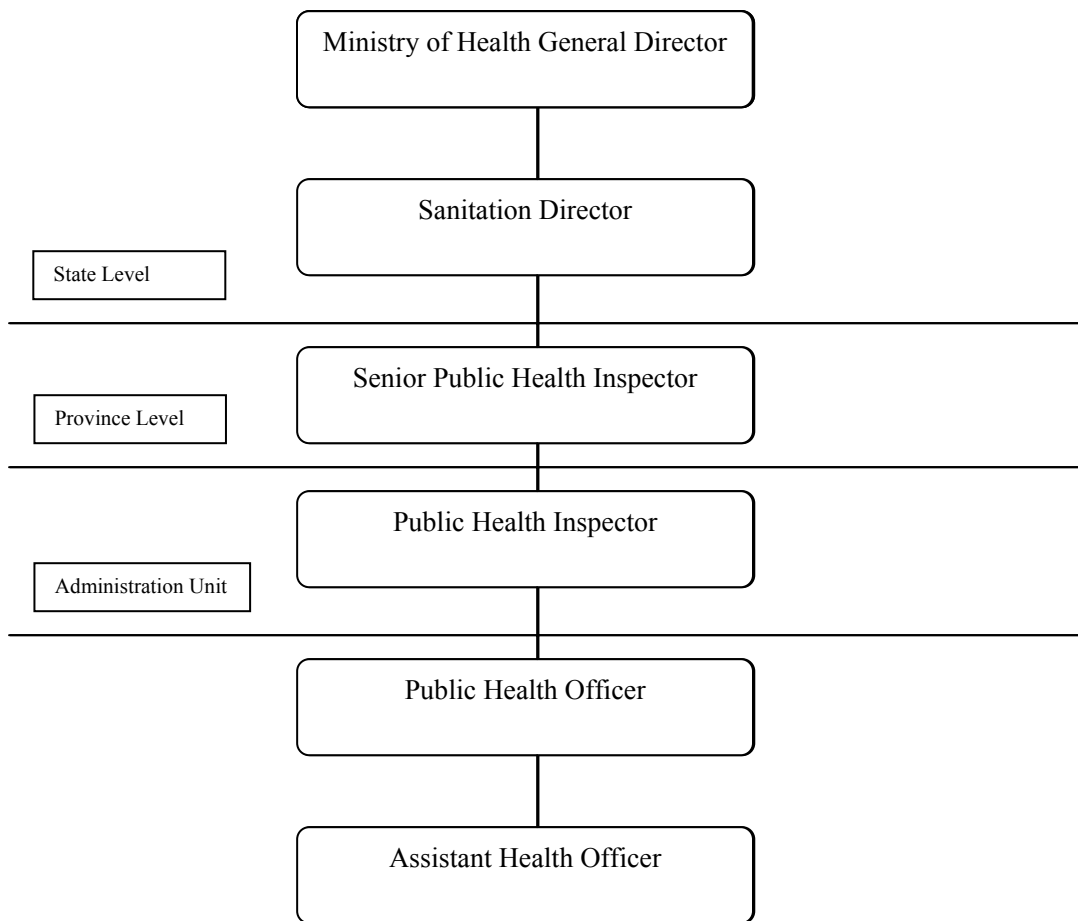 Ministry of Health General Director
Sanitation Director
State Level
Senior Public Health Inspector
Province Level
Public Health Inspector
Administration Unit
Public Health Officer
Assistant Health Officer